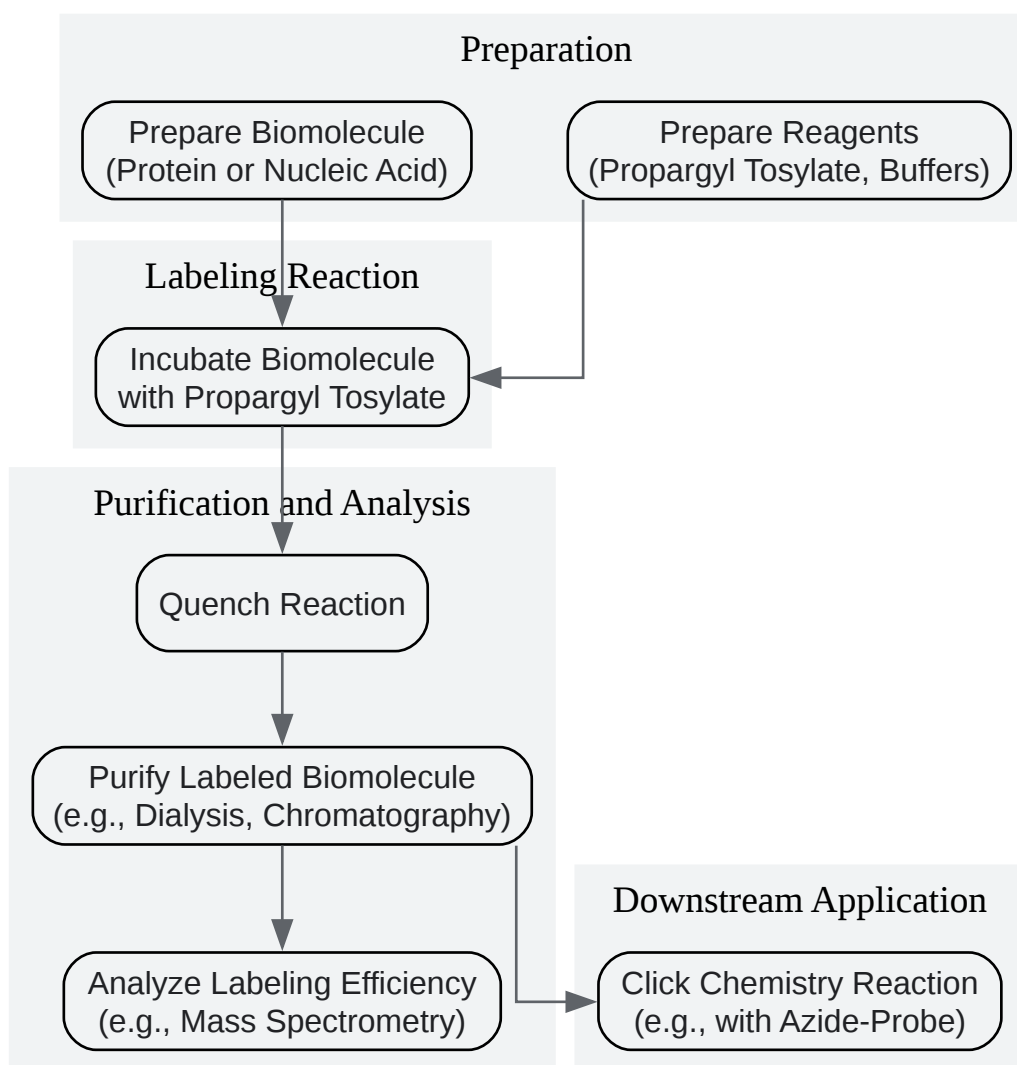 Preparation
Prepare Biomolecule
(Protein or Nucleic Acid)
Prepare Reagents
(Propargyl Tosylate, Buffers)
Labeling Reaction
Incubate Biomolecule
with Propargyl Tosylate
Purification and Analysis
Quench Reaction
Purify Labeled Biomolecule
(e.g., Dialysis, Chromatography)
Downstream Application
Analyze Labeling Efficiency
(e.g., Mass Spectrometry)
Click Chemistry Reaction
(e.g., with Azide-Probe)